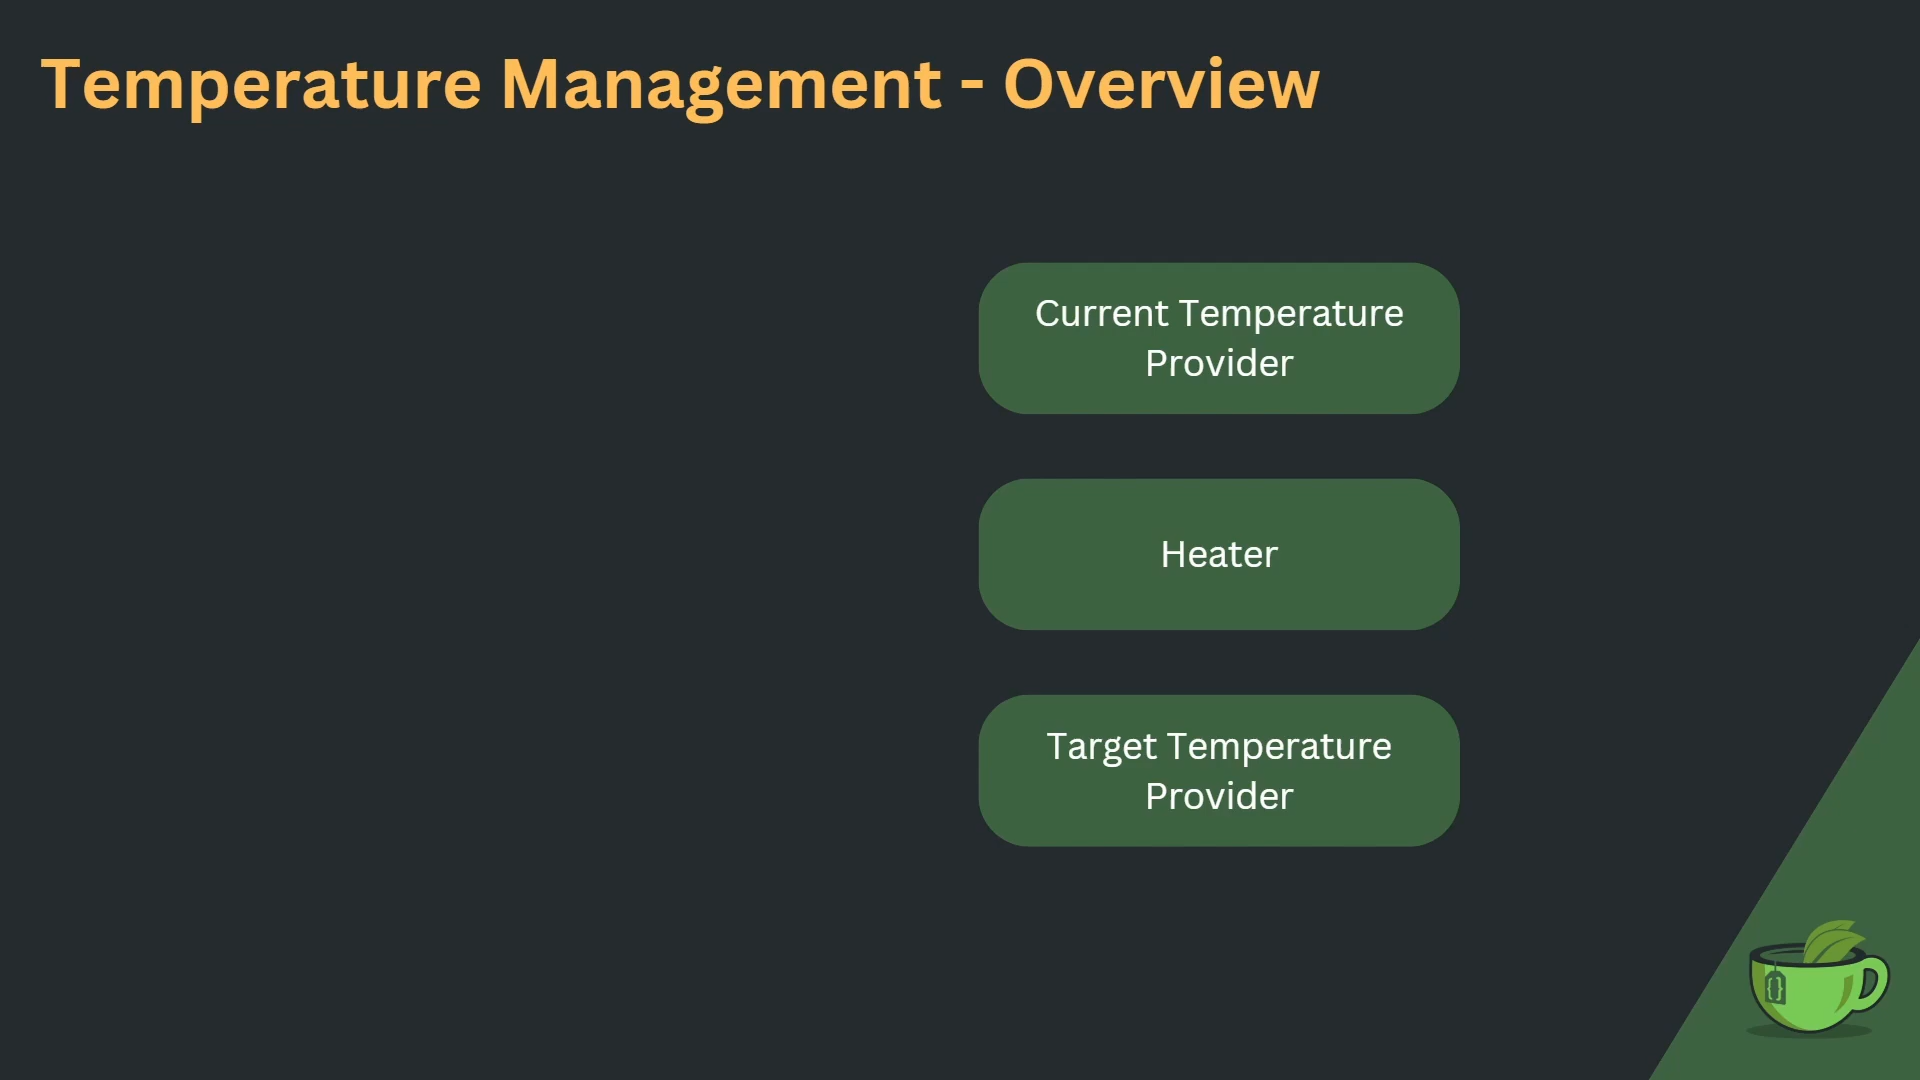 Temperature Management - Overview
Current Temperature
Provider
Heater
Target Temperature
Provider
{}